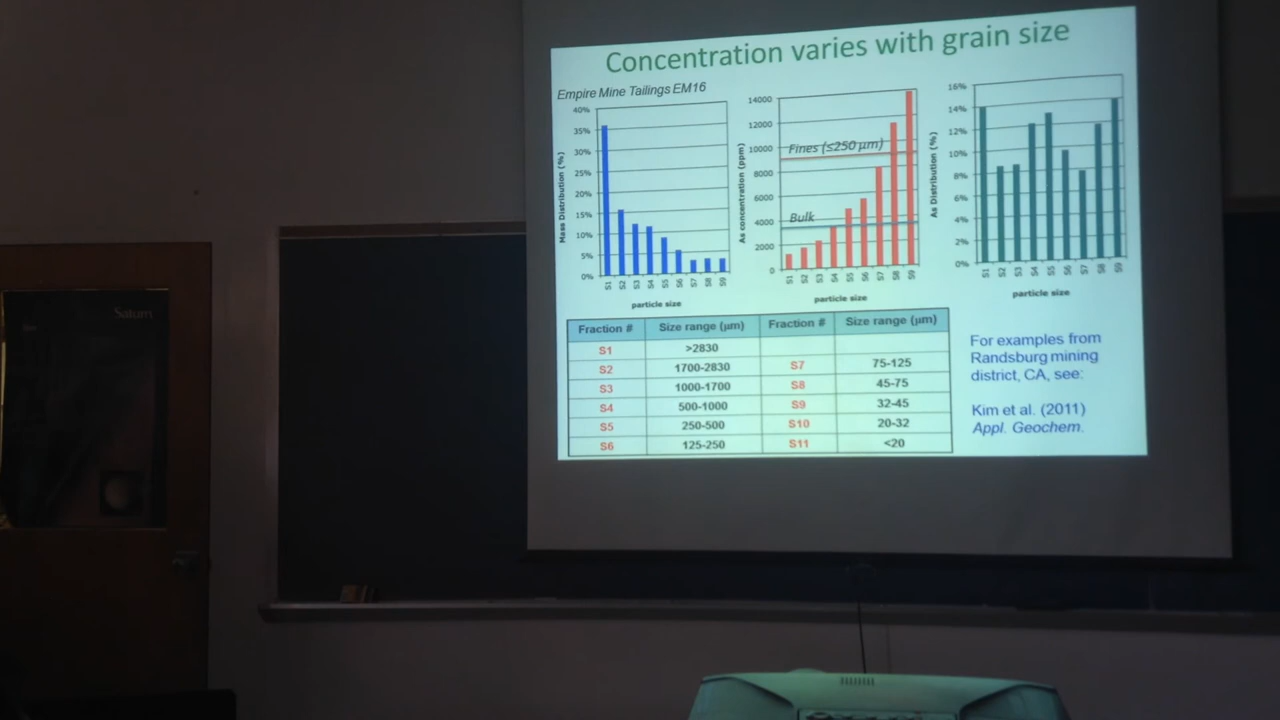 Concentration varies with grain size
Empire Mine Tailings EM16
40%
35%
30%
25%
20%
15%
10%
5%
0%
Mass Distribution (%)
S1 S2 S3 S4 S5 S6 S7 S8 S9
particle size
14000
12000
10000
8000
6000
4000
2000
0
As concentration (ppm)
Fines (≤250 µm)
Bulk
S1 S2 S3 S4 S5 S6 S7 S8 S9
particle size
16%
14%
12%
10%
8%
6%
4%
2%
0%
As Distribution (%)
S1 S2 S3 S4 S5 S6 S7 S8 S9
particle size
Fraction # Size range (µm) Fraction # Size range (µm)
S1 >2830
S2 1700-2830 S7 75-125
S3 1000-1700 S8 45-75
S4 500-1000 S9 32-45
S5 250-500 S10 20-32
S6 125-250 S11 <20
For examples from
Randsburg mining
district, CA, see:
Kim et al. (2011)
Appl. Geochem.
Saturn